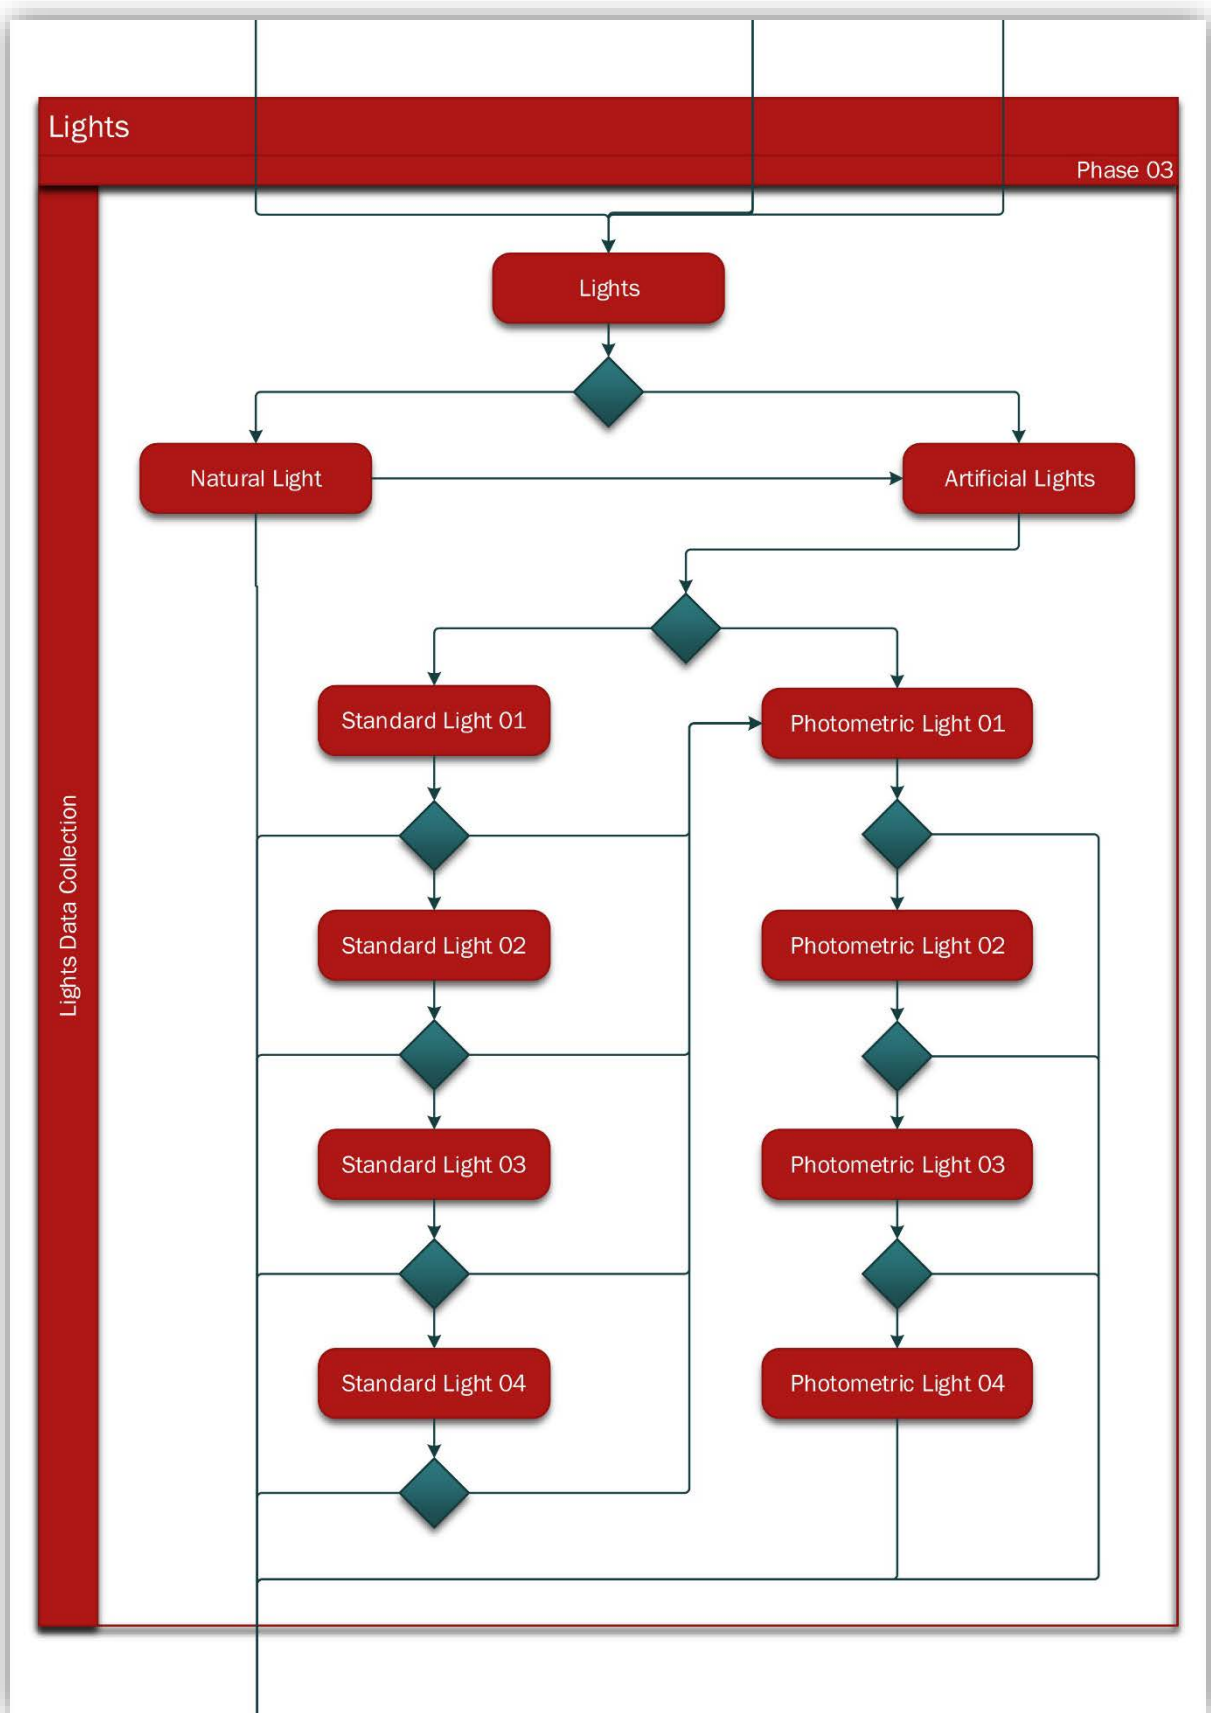 Lights
Phase 03
Lights
Natural Light
Artificial Lights
Standard Light 01
Photometric Light 01
Lights Data Collection
Standard Light 02
Photometric Light 02
Standard Light 03
Photometric Light 03
Standard Light 04
Photometric Light 04